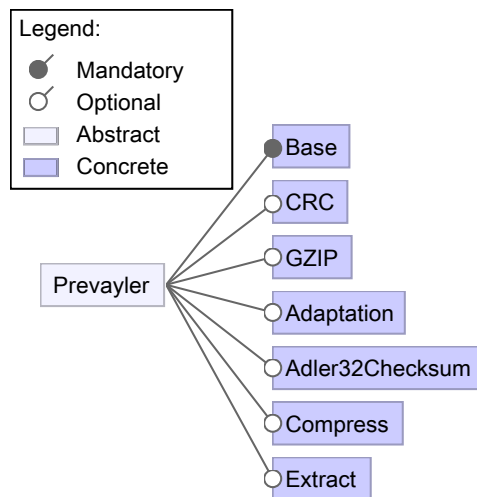 Legend:
Mandatory
Optional
Abstract
Concrete
Base
CRC
GZIP
Prevayler
Adaptation
Adler32Checksum
Compress
Extract